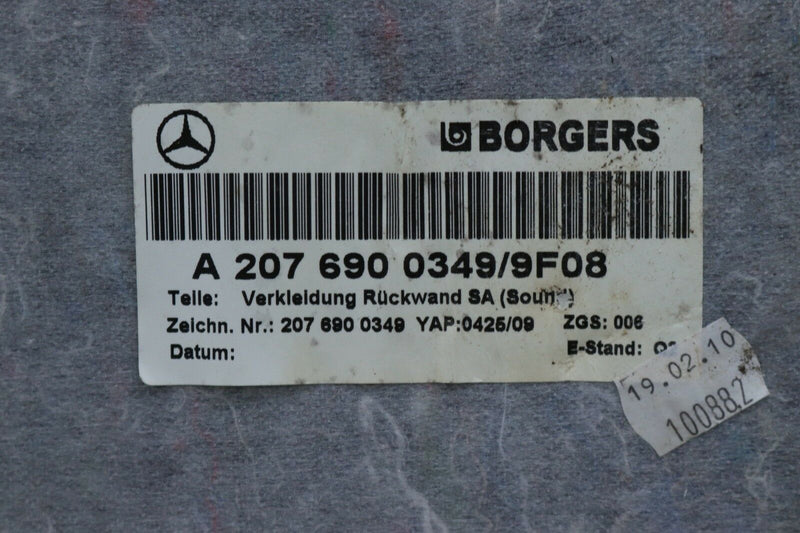 BORGERS
A 207 690 0349/9F08
Teile: Verkleidung Rückwand SA (Sound)
Zeichn. Nr.: 207 690 0349 YAP:0425/09 ZGS: 006
Datum: E-Stand:
19.02.10
100882